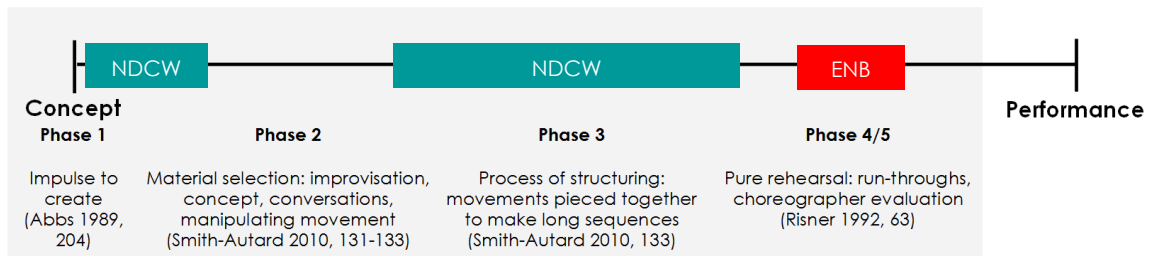 NDCW
NDCW
ENB
Concept
Performance
Phase 1
Phase 2
Phase 3
Phase 4/5
Impulse to
create
(Abbs 1989,
204)
Material selection: improvisation,
concept, conversations,
manipulating movement
(Smith-Autard 2010, 131-133)
Process of structuring:
movements pieced together
to make long sequences
(Smith-Autard 2010, 133)
Pure rehearsal: run-throughs,
choreographer evaluation
(Risner 1992, 63)